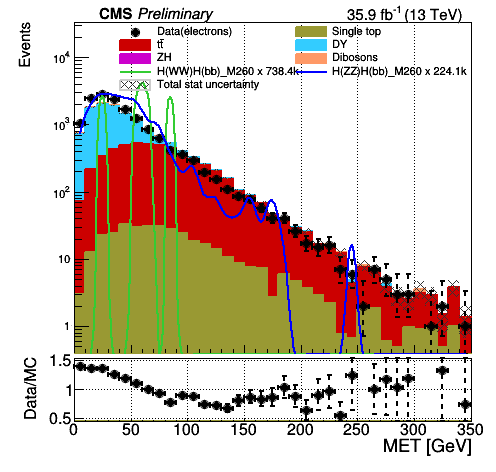 CMS Preliminary 35.9 fb⁻¹ (13 TeV)
Events
Data(electrons) Single top
tt̄ DY
ZH Dibosons
H(WW)H(bb)_M260 x 738.4k H(ZZ)H(bb)_M260 x 224.1k
Total stat uncertainty
10⁴
10³
10²
10
1
Data/MC
1.5
1
0.5
0 50 100 150 200 250 300 350
MET [GeV]